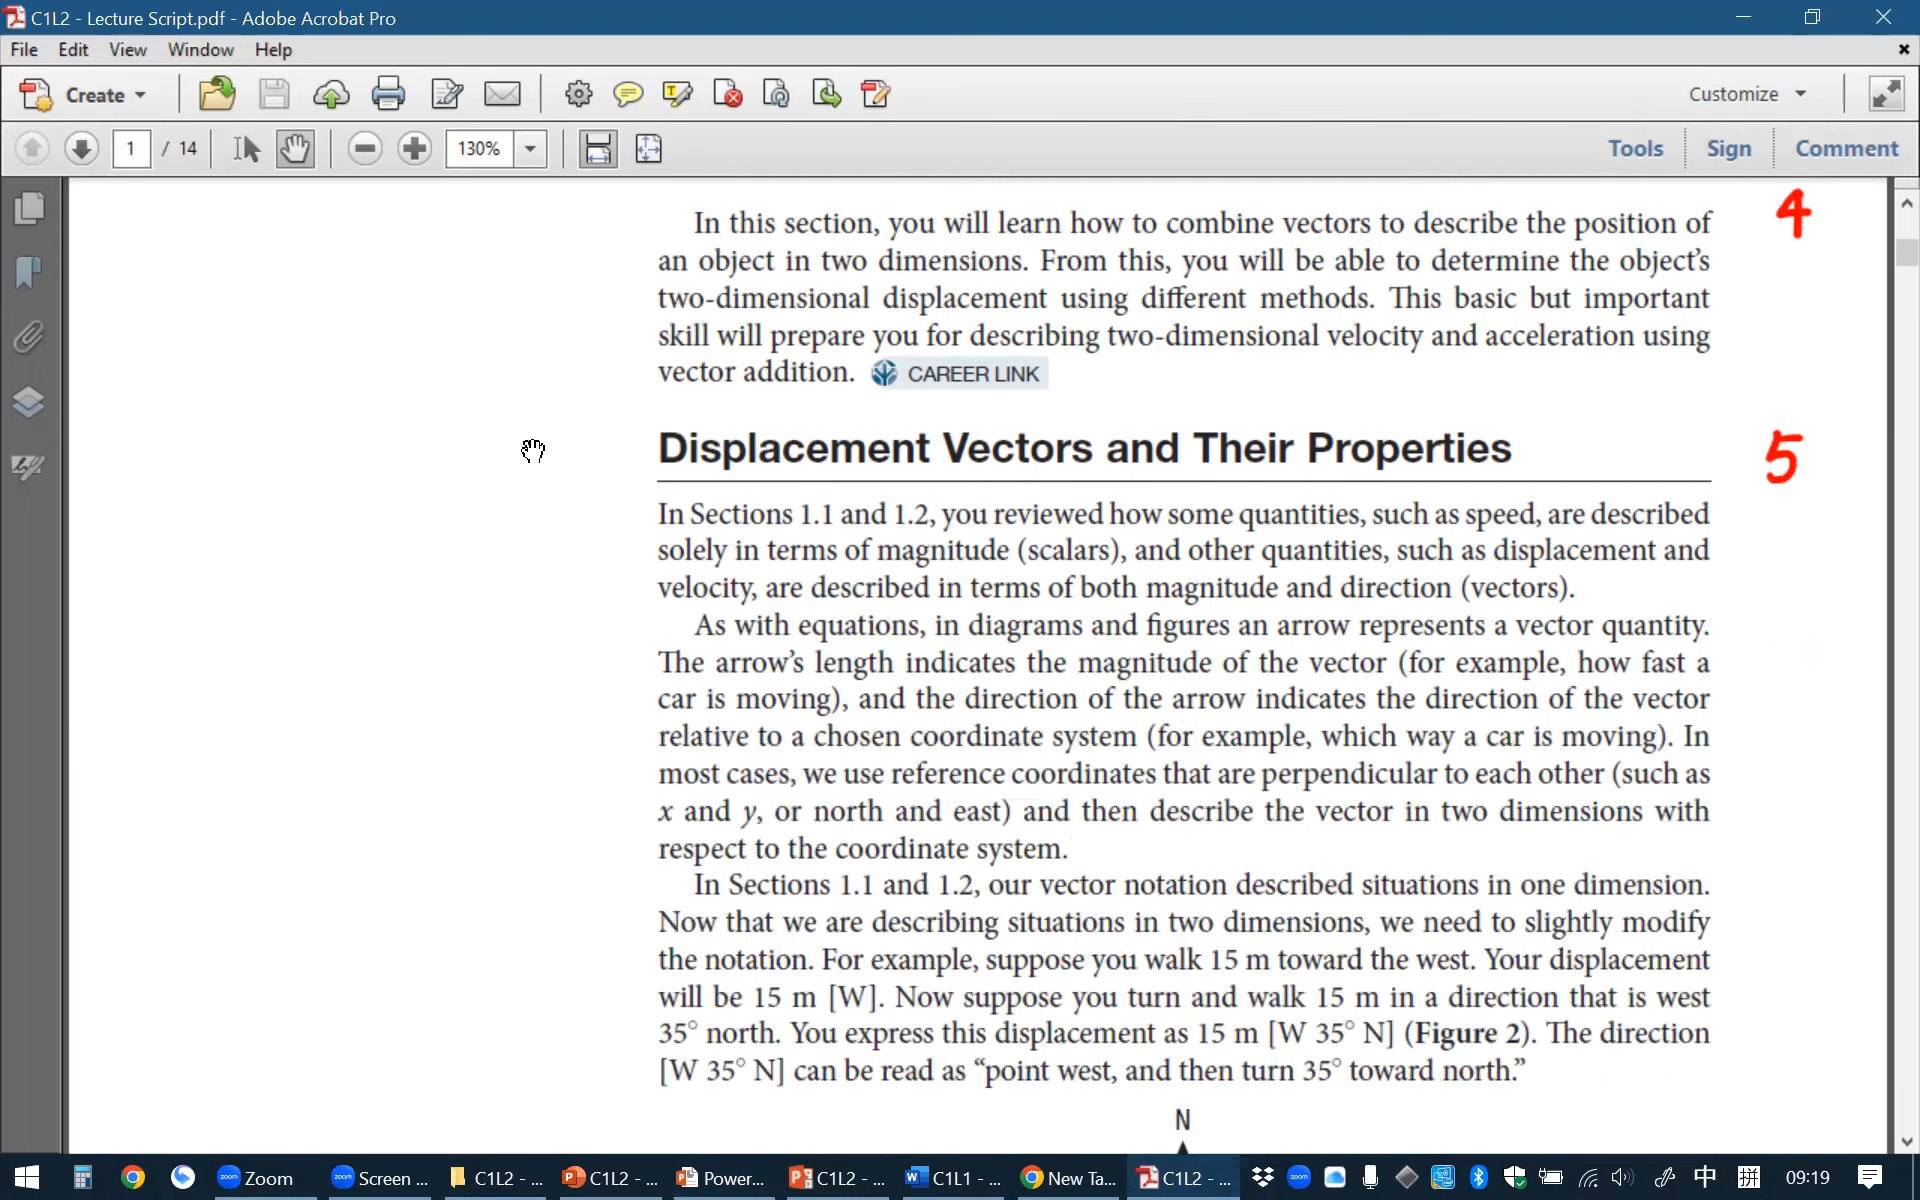 C1L2 - Lecture Script.pdf - Adobe Acrobat Pro
File Edit View Window Help
Create Customize
1 / 14 130% Tools Sign Comment
In this section, you will learn how to combine vectors to describe the position of 4
an object in two dimensions. From this, you will be able to determine the object's
two-dimensional displacement using different methods. This basic but important
skill will prepare you for describing two-dimensional velocity and acceleration using
vector addition. CAREER LINK
Displacement Vectors and Their Properties 5
In Sections 1.1 and 1.2, you reviewed how some quantities, such as speed, are described
solely in terms of magnitude (scalars), and other quantities, such as displacement and
velocity, are described in terms of both magnitude and direction (vectors).
As with equations, in diagrams and figures an arrow represents a vector quantity.
The arrow's length indicates the magnitude of the vector (for example, how fast a
car is moving), and the direction of the arrow indicates the direction of the vector
relative to a chosen coordinate system (for example, which way a car is moving). In
most cases, we use reference coordinates that are perpendicular to each other (such as
x and y, or north and east) and then describe the vector in two dimensions with
respect to the coordinate system.
In Sections 1.1 and 1.2, our vector notation described situations in one dimension.
Now that we are describing situations in two dimensions, we need to slightly modify
the notation. For example, suppose you walk 15 m toward the west. Your displacement
will be 15 m [W]. Now suppose you turn and walk 15 m in a direction that is west
35° north. You express this displacement as 15 m [W 35° N] (Figure 2). The direction
[W 35° N] can be read as “point west, and then turn 35° toward north.”
N
Zoom Screen ... C1L2 - ... C1L2 - ... Power... C1L2 - ... C1L1 - ... New Ta... C1L2 - ... 中 拼 09:19